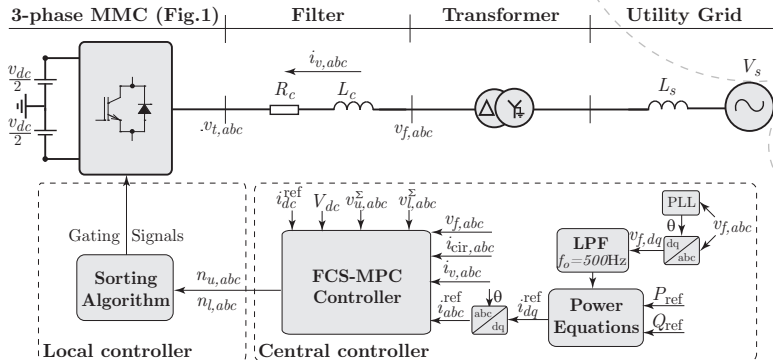 3-phase MMC (Fig.1) Filter Transformer Utility Grid
v_dc/2
v_dc/2
.v_t,abc
i_v,abc
R_c L_c
v_f,abc
Δ Y
L_s V_s
i_dc^ref V_dc v_u,abc^Σ v_l,abc^Σ
v_f,abc
i_cir,abc
i_v,abc
PLL
θ
v_f,abc
v_f,dq
dq
abc
LPF
f_o=500Hz
Gating Signals
FCS-MPC
Controller
Sorting
Algorithm
n_u,abc
n_l,abc
i_abc^.ref
θ
abc
dq
i_dq^.ref
Power
Equations
P_ref
Q_ref
Local controller Central controller